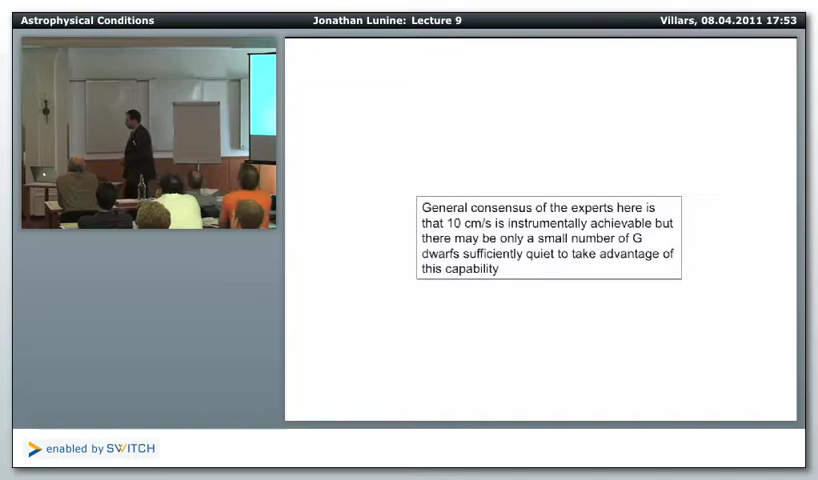 Astrophysical Conditions
Jonathan Lunine: Lecture 9
Villars, 08.04.2011 17:53
General consensus of the experts here is
that 10 cm/s is instrumentally achievable but
there may be only a small number of G
dwarfs sufficiently quiet to take advantage of
this capability
enabled by SWITCH